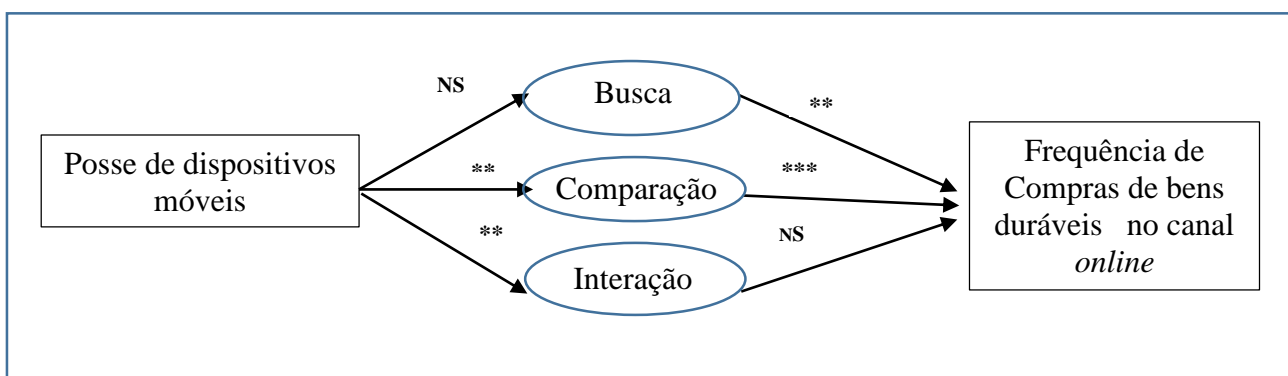 NS
Busca
**
Posse de dispositivos
móveis
**
Comparação
***
Frequência de
Compras de bens
duráveis no canal
online
**
Interação
NS